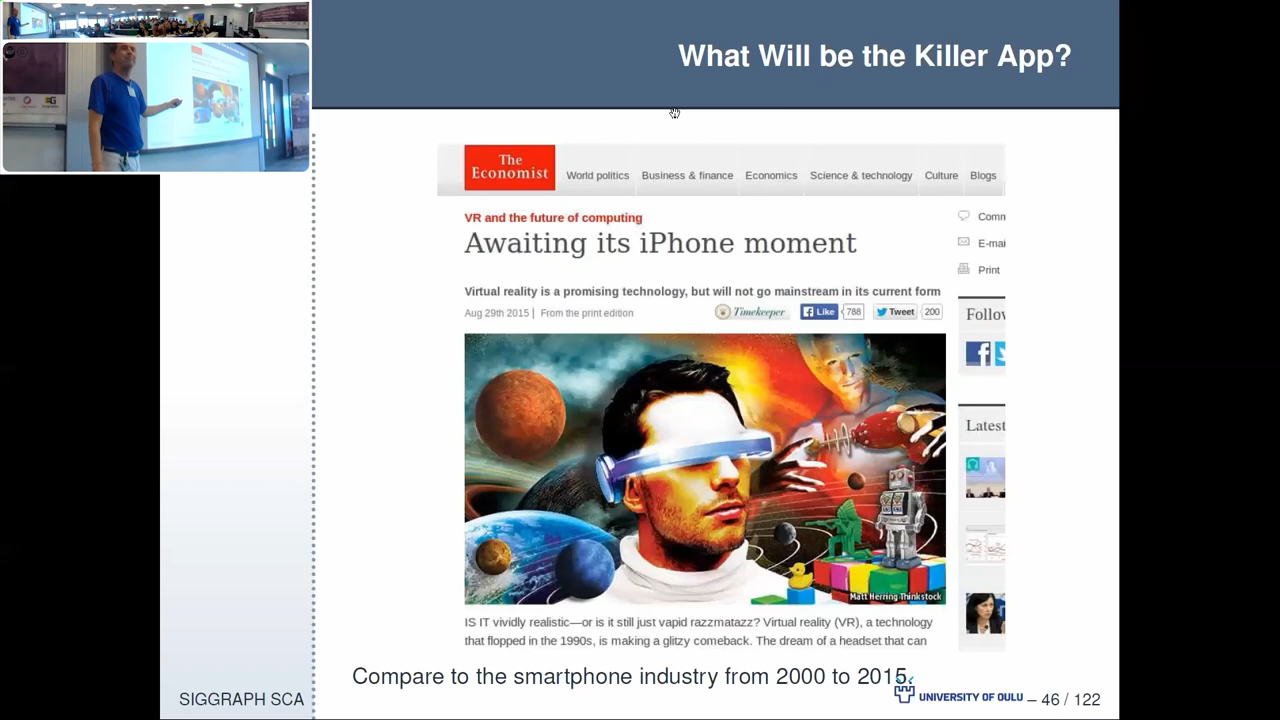 What Will be the Killer App?
The
Economist
World politics
Business & finance
Economics
Science & technology
Culture
Blogs
VR and the future of computing
Awaiting its iPhone moment
Virtual reality is a promising technology, but will not go mainstream in its current form
Aug 29th 2015 | From the print edition
Timekeeper
Like
788
Tweet
200
Comn
E-mai
Print
Follov
Latest
Matt Herring/Thinkstock
IS IT vividly realistic—or is it still just vapid razzmatazz? Virtual reality (VR), a technology
that flopped in the 1990s, is making a glitzy comeback. The dream of a headset that can
Compare to the smartphone industry from 2000 to 2015.
SIGGRAPH SCA
UNIVERSITY OF OULU
– 46 / 122